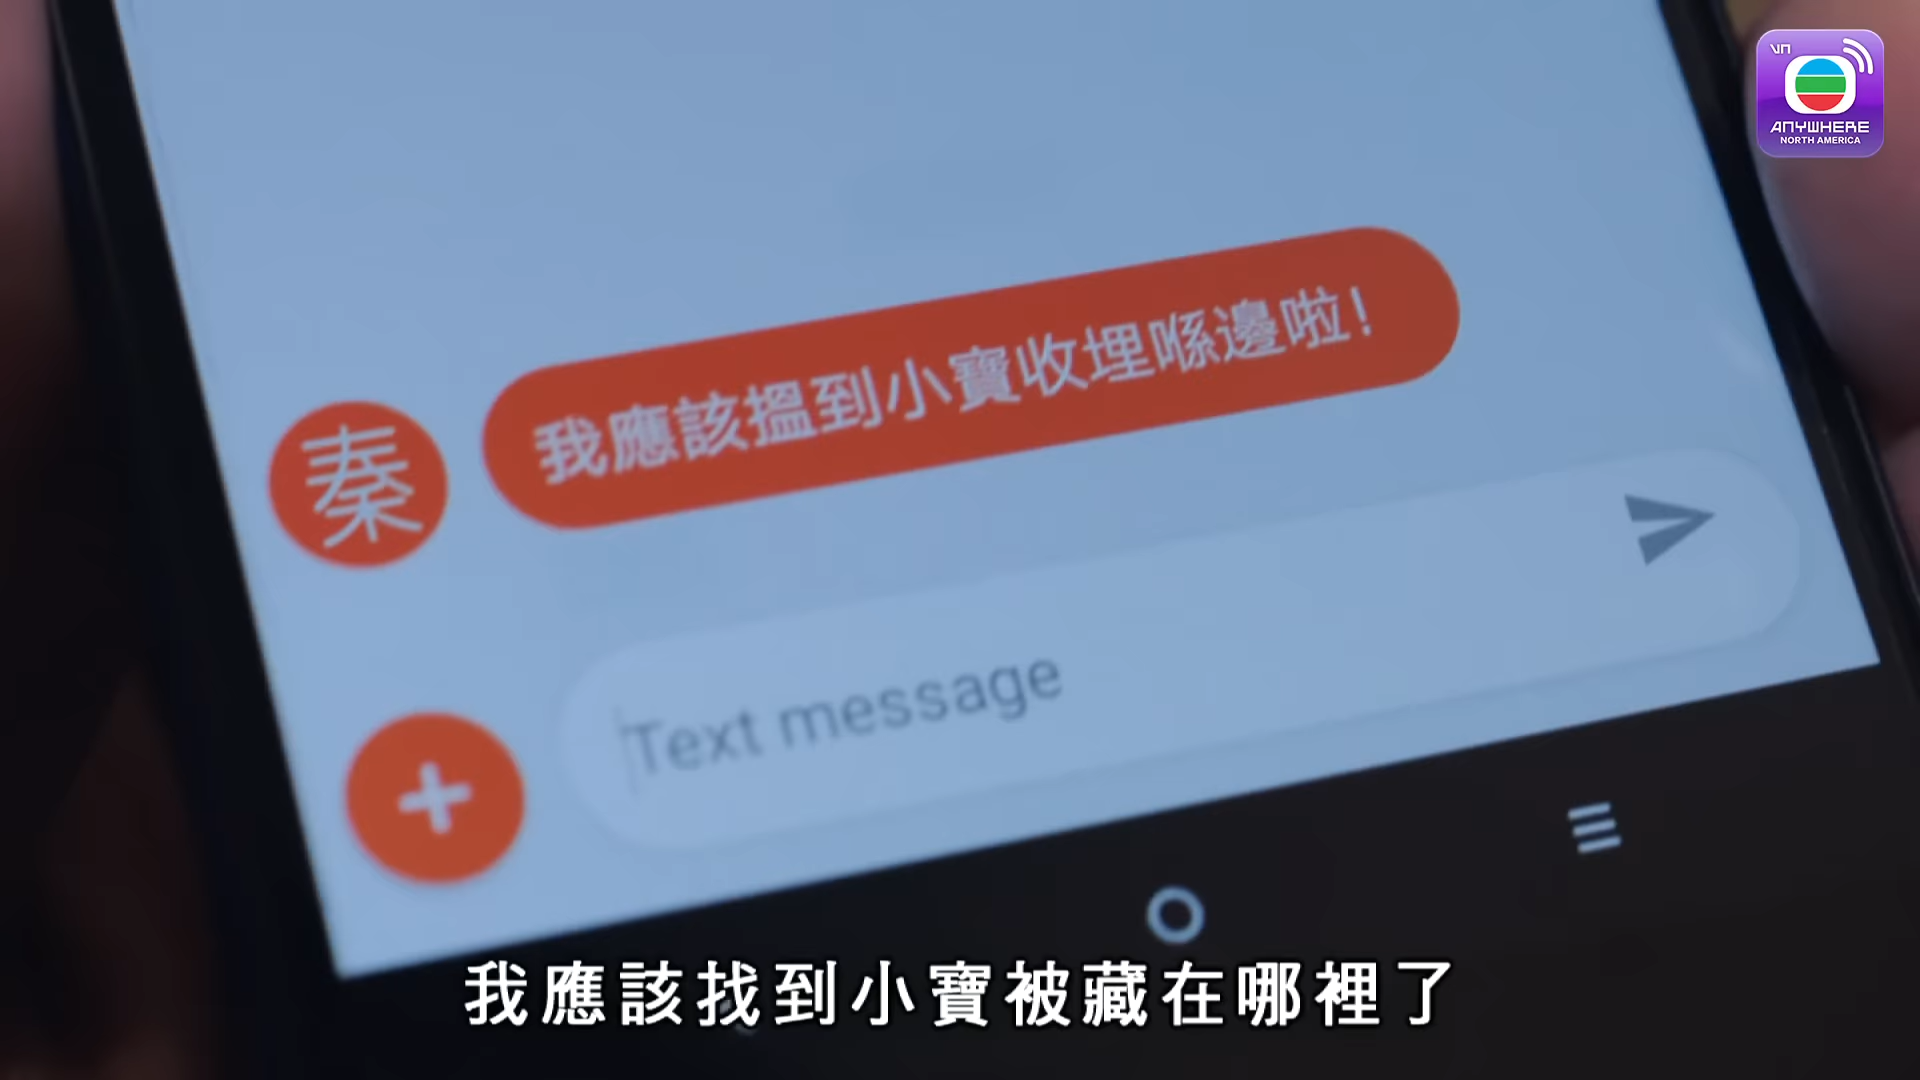 VN
ANYWHERE
NORTH AMERICA
我應該搵到小寶收埋喺邊啦!
秦
Text message
我應該找到小寶被藏在哪裡了